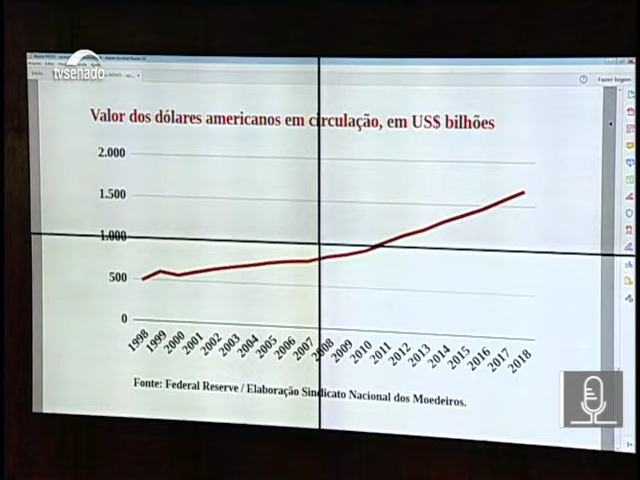 tvsenado
Fazer logon
Valor dos dólares americanos em circulação, em US$ bilhões
2.000
1.500
1.000
500
0
1998 1999 2000 2001 2002 2003 2004 2005 2006 2007 2008 2009 2010 2011 2012 2013 2014 2015 2016 2017 2018
Fonte: Federal Reserve / Elaboração Sindicato Nacional dos Moedeiros.